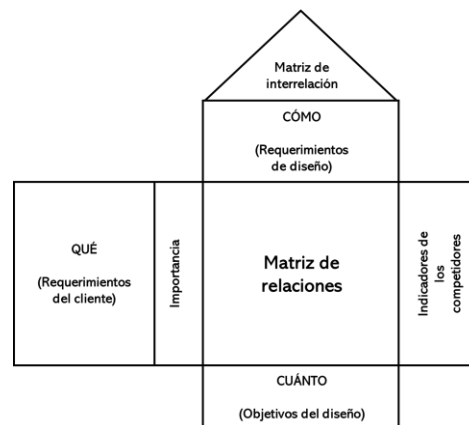 Matriz de
interrelación
CÓMO
(Requerimientos
de diseño)
QUÉ
(Requerimientos
del cliente)
Importancia
Matriz de
relaciones
Indicadores de
los
competidores
CUÁNTO
(Objetivos del diseño)